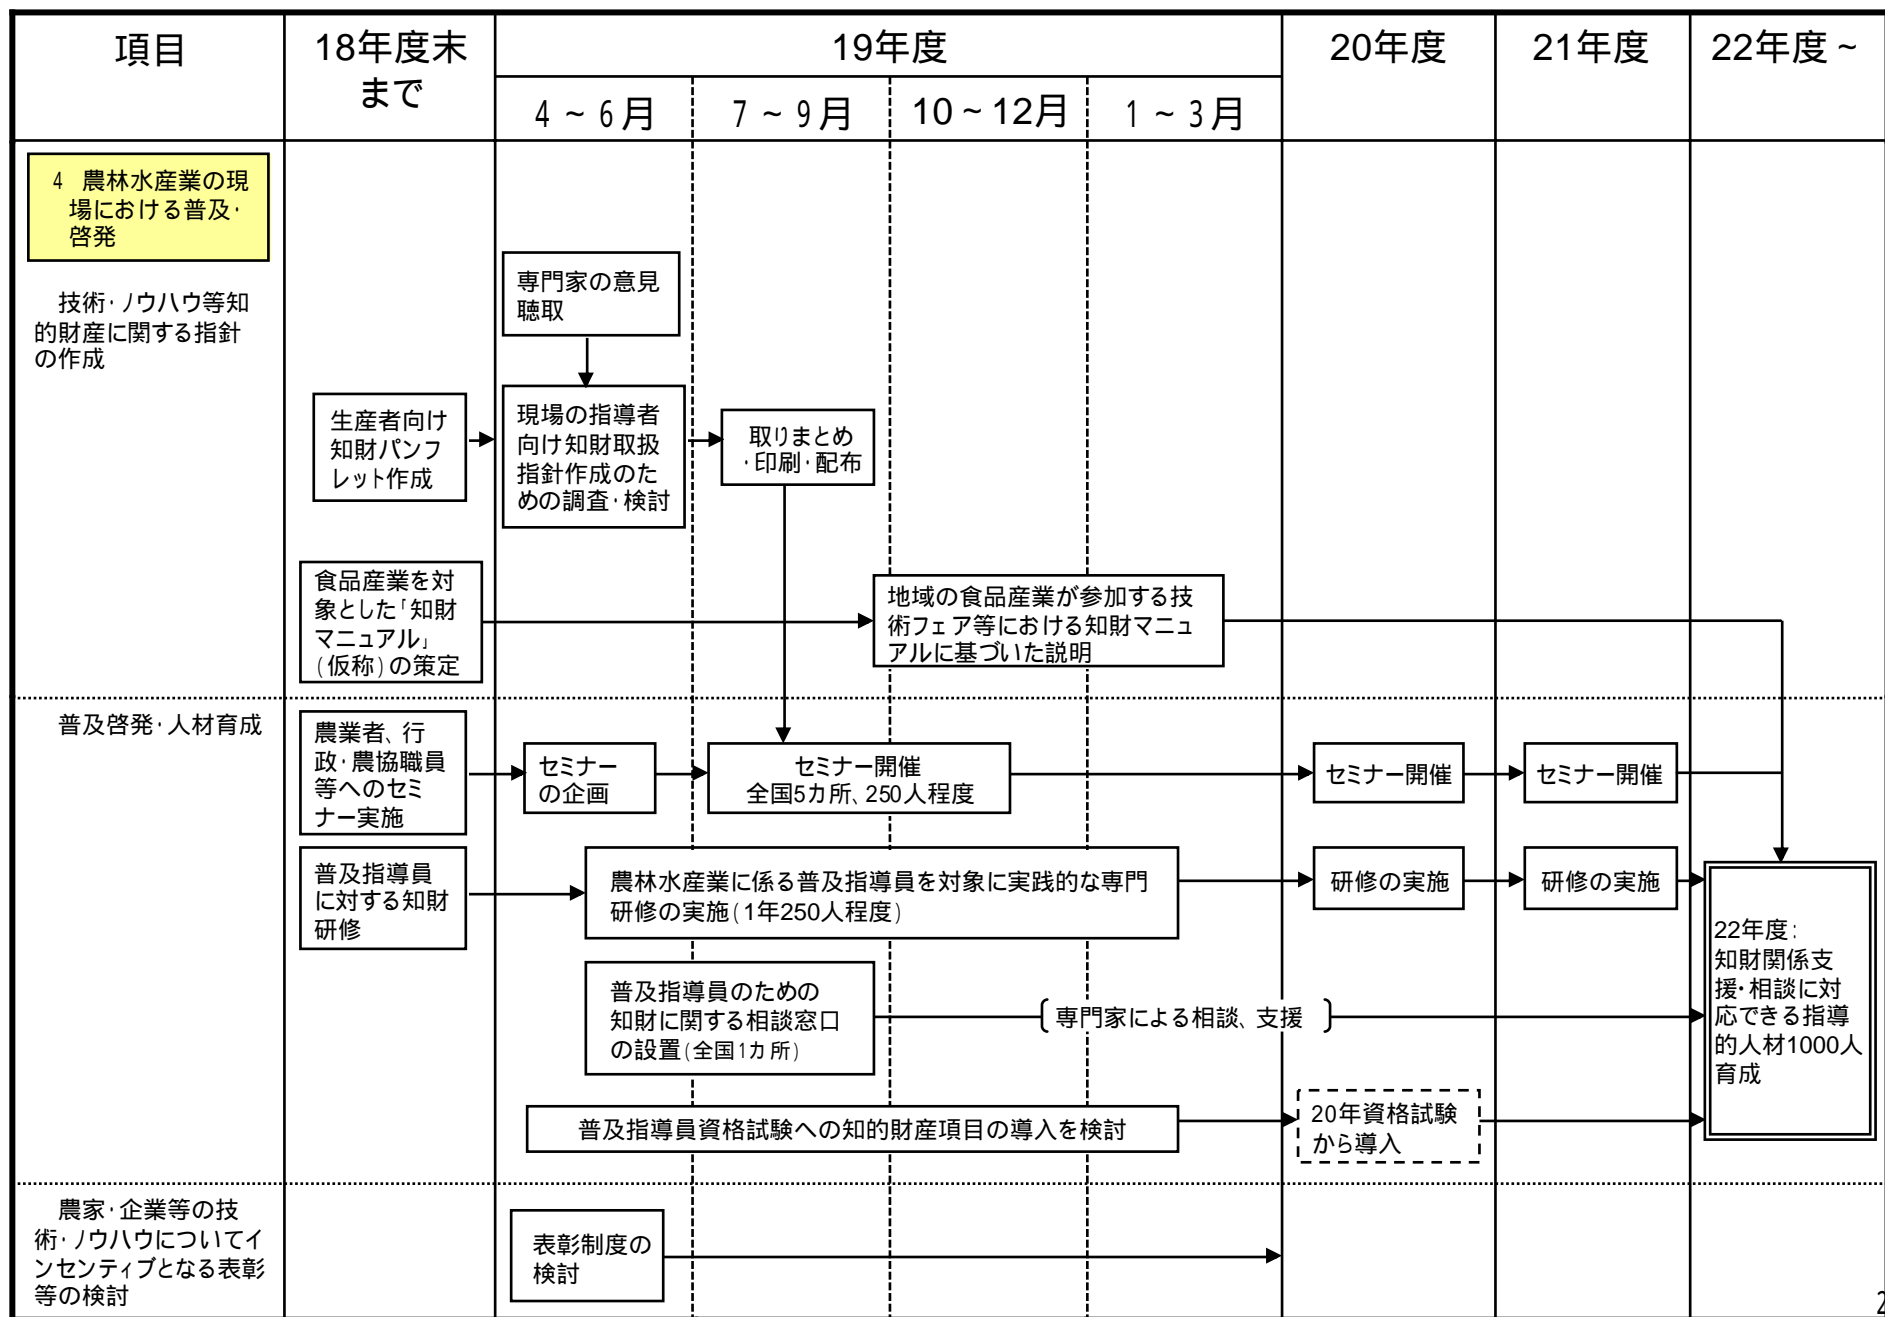 項目
18年度末
まで
19年度
20年度
21年度
22年度～
４～６月
７～９月
10～12月
１～３月
4　農林水産業の現
場における普及・
啓発
技術・ノウハウ等知
的財産に関する指針
の作成
専門家の意見
聴取
生産者向け
知財パンフ
レット作成
現場の指導者
向け知財取扱
指針作成のた
めの調査・検討
取りまとめ
・印刷・配布
食品産業を対
象とした「知財
マニュアル」
（仮称）の策定
地域の食品産業が参加する技
術フェア等における知財マニュ
アルに基づいた説明
普及啓発・人材育成
農業者、行
政・農協職員
等へのセミ
ナー実施
セミナー
の企画
セミナー開催
全国5カ所、250人程度
セミナー開催
セミナー開催
普及指導員
に対する知財
研修
農林水産業に係る普及指導員を対象に実践的な専門
研修の実施（1年250人程度）
研修の実施
研修の実施
22年度：
知財関係支
援・相談に対
応できる指導
的人材1000人
育成
普及指導員のための
知財に関する相談窓口
の設置（全国1カ所）
〔専門家による相談、支援〕
普及指導員資格試験への知的財産項目の導入を検討
20年資格試験
から導入
農家・企業等の技
術・ノウハウについてイ
ンセンティブとなる表彰
等の検討
表彰制度の
検討
2